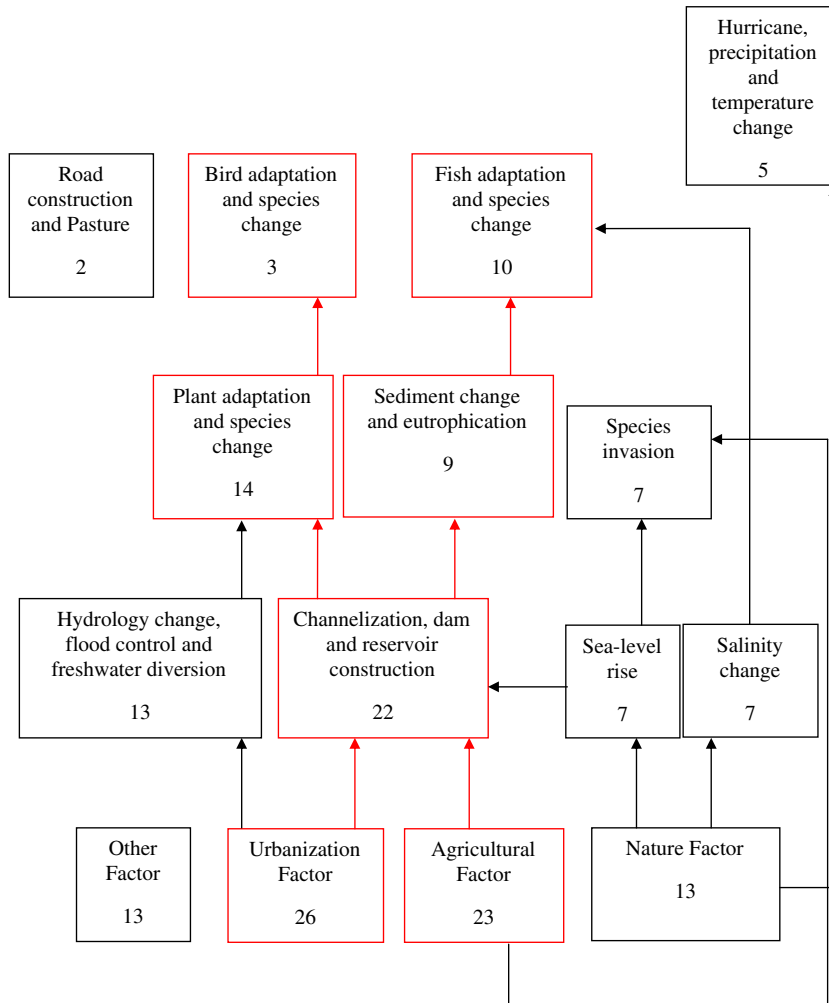 Hurricane,
precipitation
and
temperature
change
5
Road
construction
and Pasture
2
Bird adaptation
and species
change
3
Fish adaptation
and species
change
10
Plant adaptation
and species
change
14
Sediment change
and eutrophication
9
Species
invasion
7
Hydrology change,
flood control and
freshwater diversion
13
Channelization, dam
and reservoir
construction
22
Sea-level
rise
7
Salinity
change
7
Other
Factor
13
Urbanization
Factor
26
Agricultural
Factor
23
Nature Factor
13